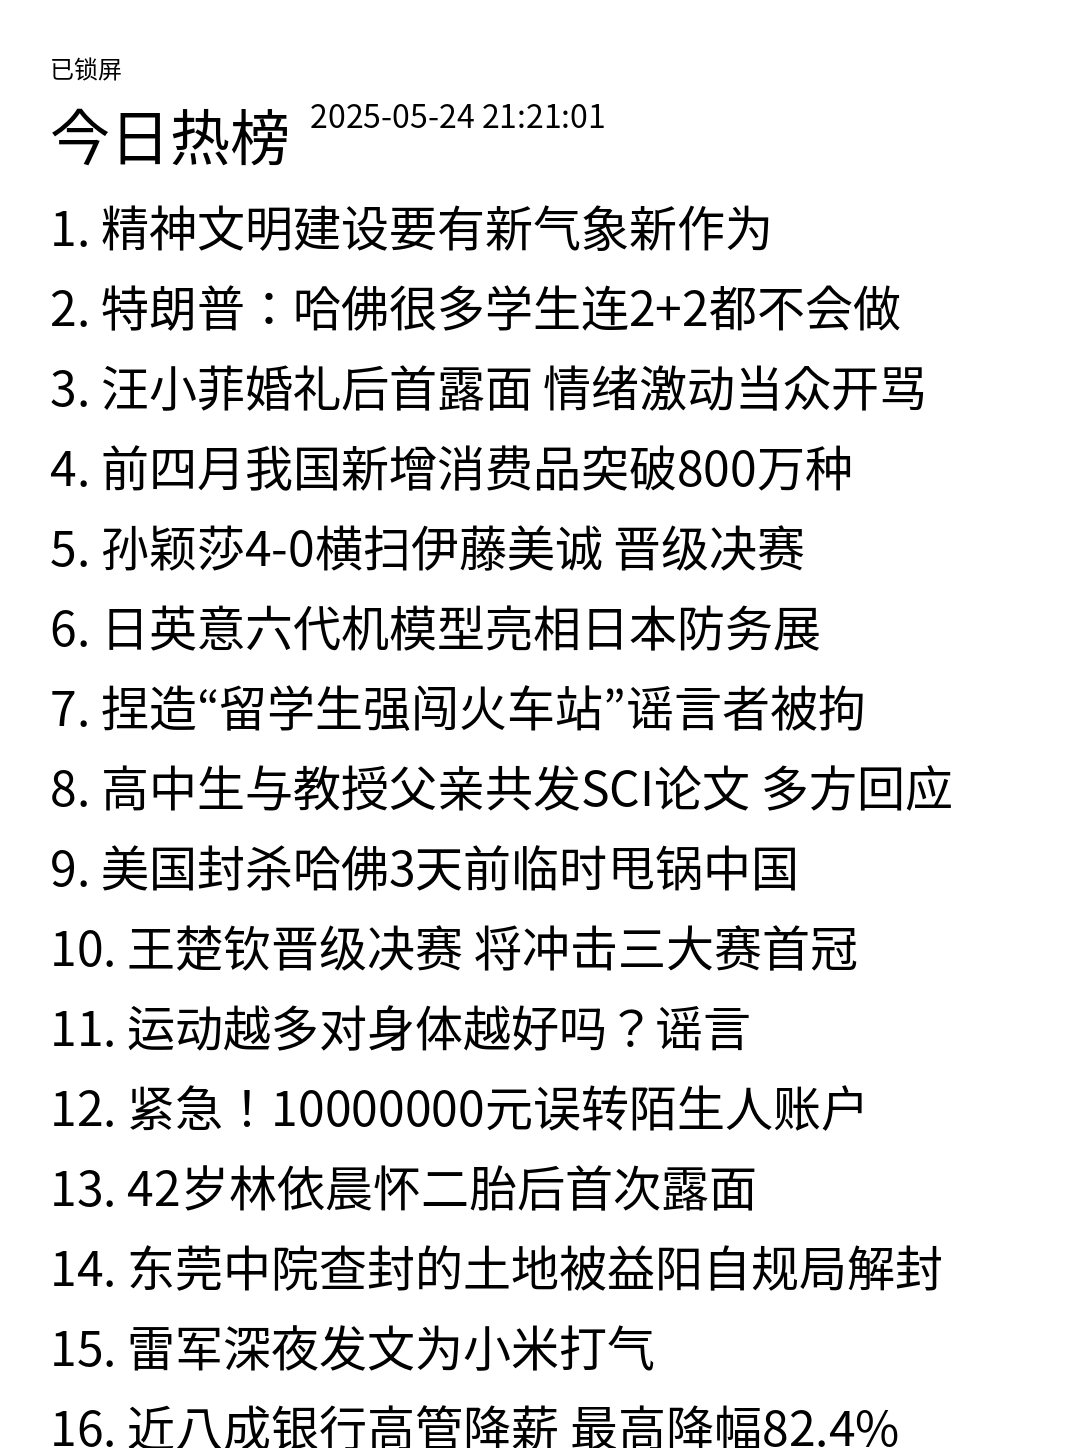 已锁屏
今日热榜 2025-05-24 21:21:01
1. 精神文明建设要有新气象新作为
2. 特朗普：哈佛很多学生连2+2都不会做
3. 汪小菲婚礼后首露面 情绪激动当众开骂
4. 前四月我国新增消费品突破800万种
5. 孙颖莎4-0横扫伊藤美诚 晋级决赛
6. 日英意六代机模型亮相日本防务展
7. 捏造“留学生强闯火车站”谣言者被拘
8. 高中生与教授父亲共发SCI论文 多方回应
9. 美国封杀哈佛3天前临时甩锅中国
10. 王楚钦晋级决赛 将冲击三大赛首冠
11. 运动越多对身体越好吗？谣言
12. 紧急！10000000元误转陌生人账户
13. 42岁林依晨怀二胎后首次露面
14. 东莞中院查封的土地被益阳自规局解封
15. 雷军深夜发文为小米打气
16. 近八成银行高管降薪 最高降幅82.4%